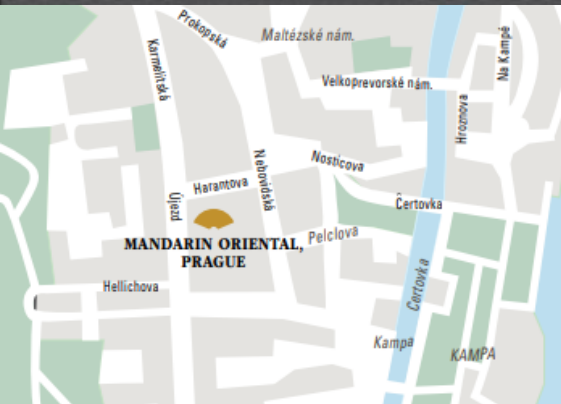 Prokopská
Maltézské nám.
Karmelitská
Na Kampě
Velkoprevorské nám.
Hroznova
Nosticova
Nebovidská
Harantova
Újezd
Čertovka
Pelclova
MANDARIN ORIENTAL,
PRAGUE
Čertovka
Hellichova
Kampa
KAMPA